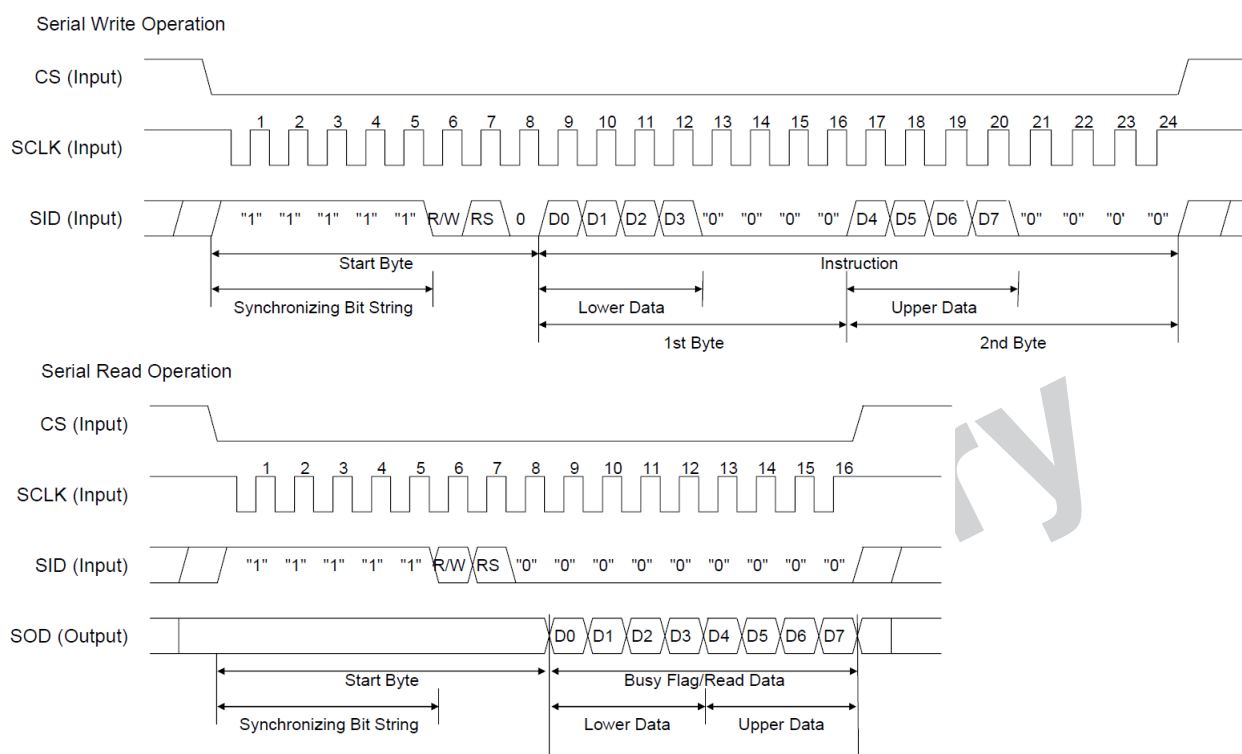 Serial Write Operation
CS (Input)
1 2 3 4 5 6 7 8 9 10 11 12 13 14 15 16 17 18 19 20 21 22 23 24
SCLK (Input)
SID (Input) "1" "1" "1" "1" "1" R/W RS 0 D0 D1 D2 D3 "0" "0" "0" "0" D4 D5 D6 D7 "0" "0" "0' "0"
Start Byte Instruction
Synchronizing Bit String Lower Data Upper Data
1st Byte 2nd Byte
Serial Read Operation
CS (Input)
1 2 3 4 5 6 7 8 9 10 11 12 13 14 15 16
SCLK (Input)
SID (Input) "1" "1" "1" "1" "1" R/W RS "0" "0" "0" "0" "0" "0" "0" "0" "0"
SOD (Output) D0 D1 D2 D3 D4 D5 D6 D7
Start Byte Busy Flag/Read Data
Synchronizing Bit String Lower Data Upper Data
ry